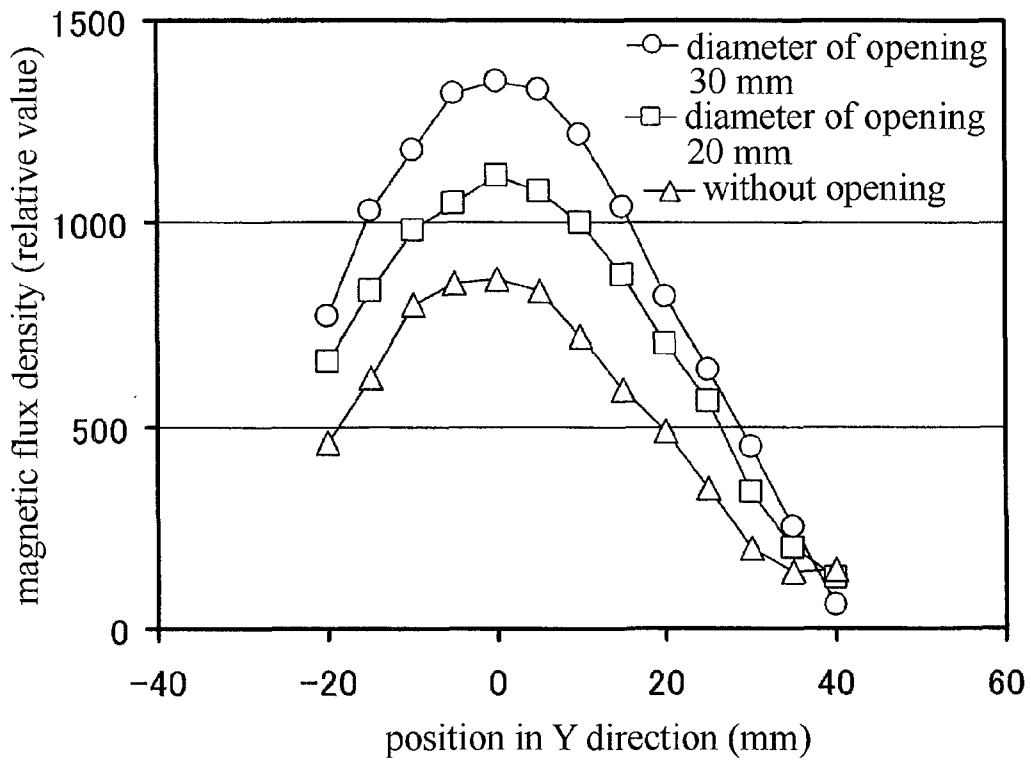 1500
1000
500
0
-40
-20
0
20
40
60
magnetic flux density (relative value)
position in Y direction (mm)
diameter of opening
30 mm
diameter of opening
20 mm
without opening